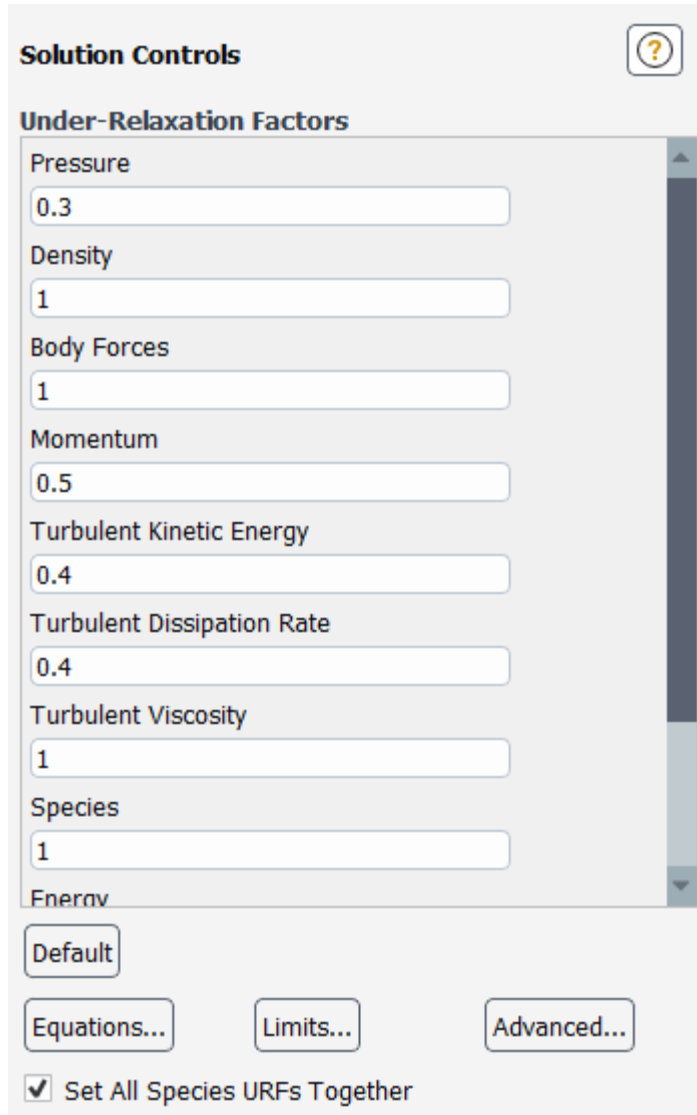 Solution Controls
?
Under-Relaxation Factors
Pressure
0.3
Density
1
Body Forces
1
Momentum
0.5
Turbulent Kinetic Energy
0.4
Turbulent Dissipation Rate
0.4
Turbulent Viscosity
1
Species
1
Energy
Default
Equations... Limits... Advanced...
Set All Species URFs Together